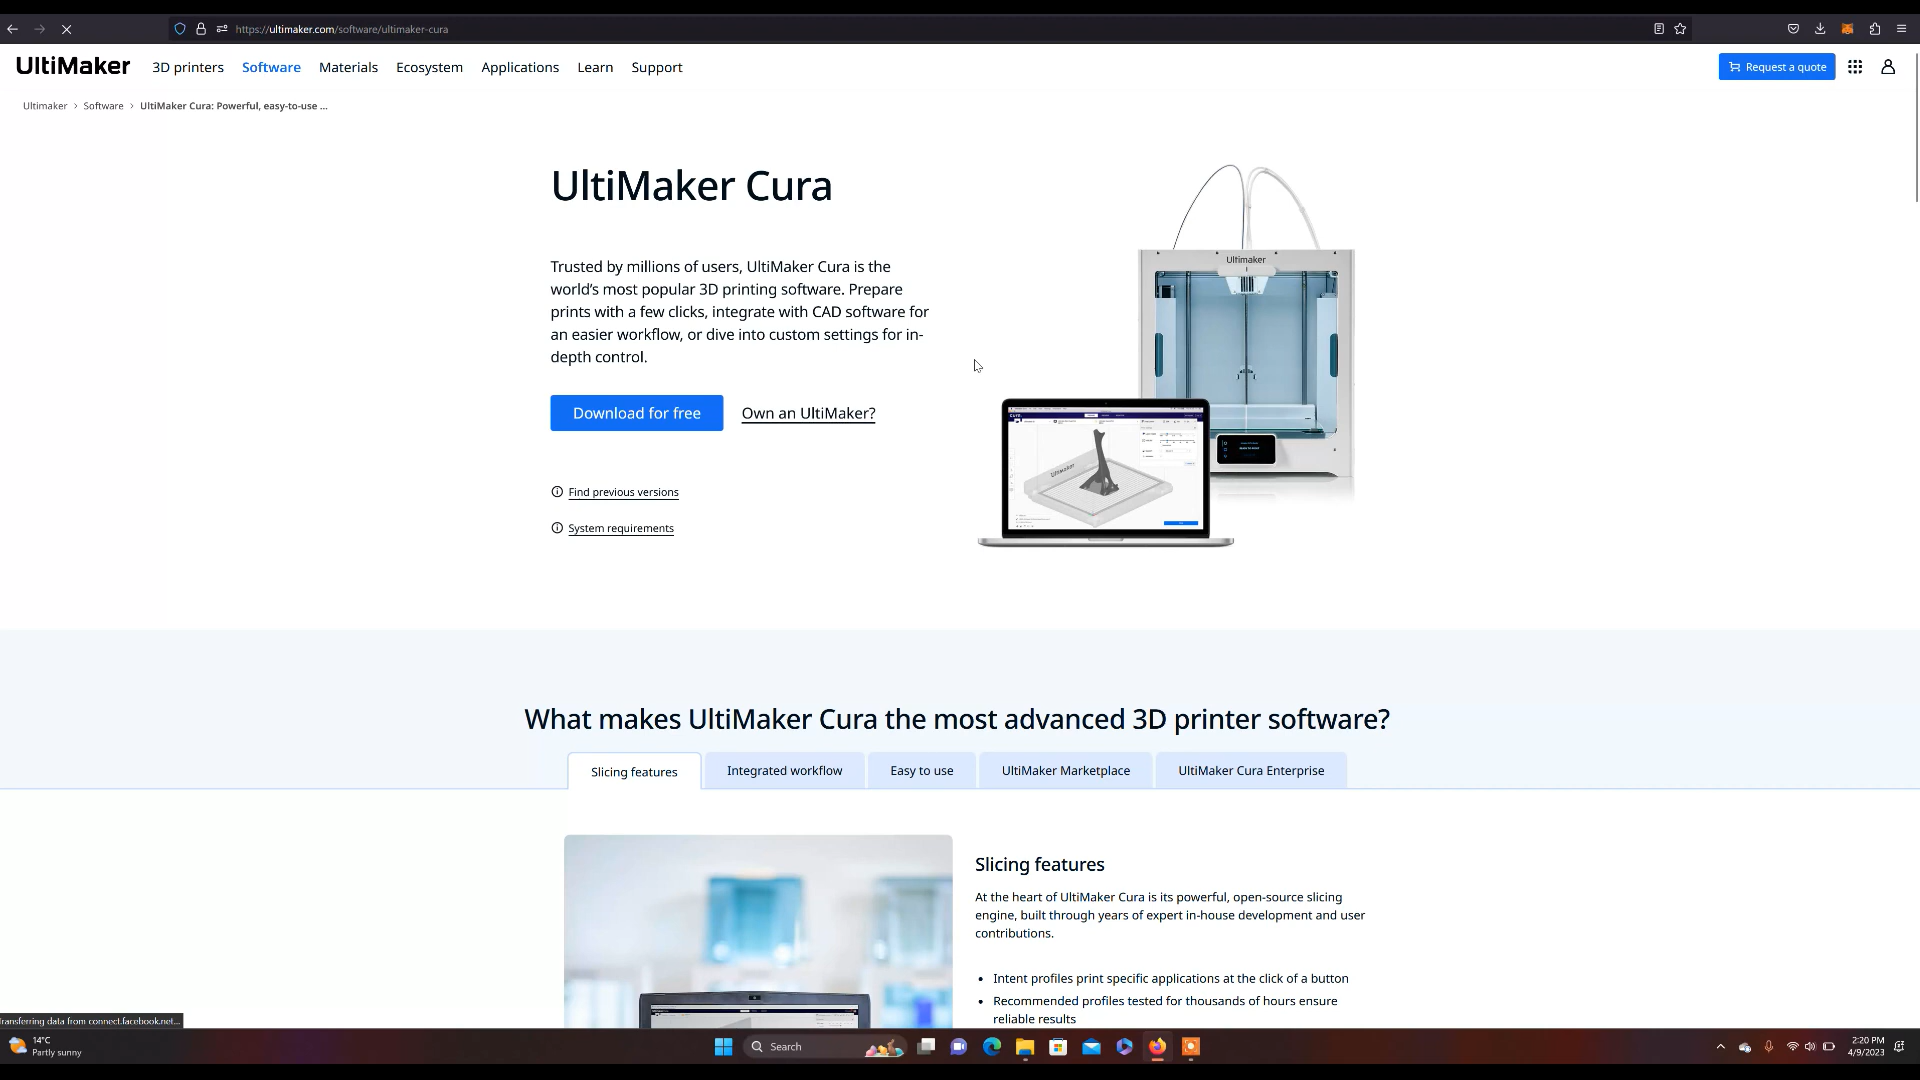 https://ultimaker.com/software/ultimaker-cura
UltiMaker
3D printers
Software
Materials
Ecosystem
Applications
Learn
Support
Request a quote
Ultimaker > Software > UltiMaker Cura: Powerful, easy-to-use ...
UltiMaker Cura
Trusted by millions of users, UltiMaker Cura is the
world's most popular 3D printing software. Prepare
prints with a few clicks, integrate with CAD software for
an easier workflow, or dive into custom settings for in-
depth control.
Download for free
Own an UltiMaker?
Find previous versions
System requirements
Ultimaker
Ultimaker
What makes UltiMaker Cura the most advanced 3D printer software?
Slicing features
Integrated workflow
Easy to use
UltiMaker Marketplace
UltiMaker Cura Enterprise
Slicing features
At the heart of UltiMaker Cura is its powerful, open-source slicing
engine, built through years of expert in-house development and user
contributions.
• Intent profiles print specific applications at the click of a button
• Recommended profiles tested for thousands of hours ensure
reliable results
Transferring data from connect.facebook.net...
14°C
Partly sunny
Search
2:20 PM
4/9/2023